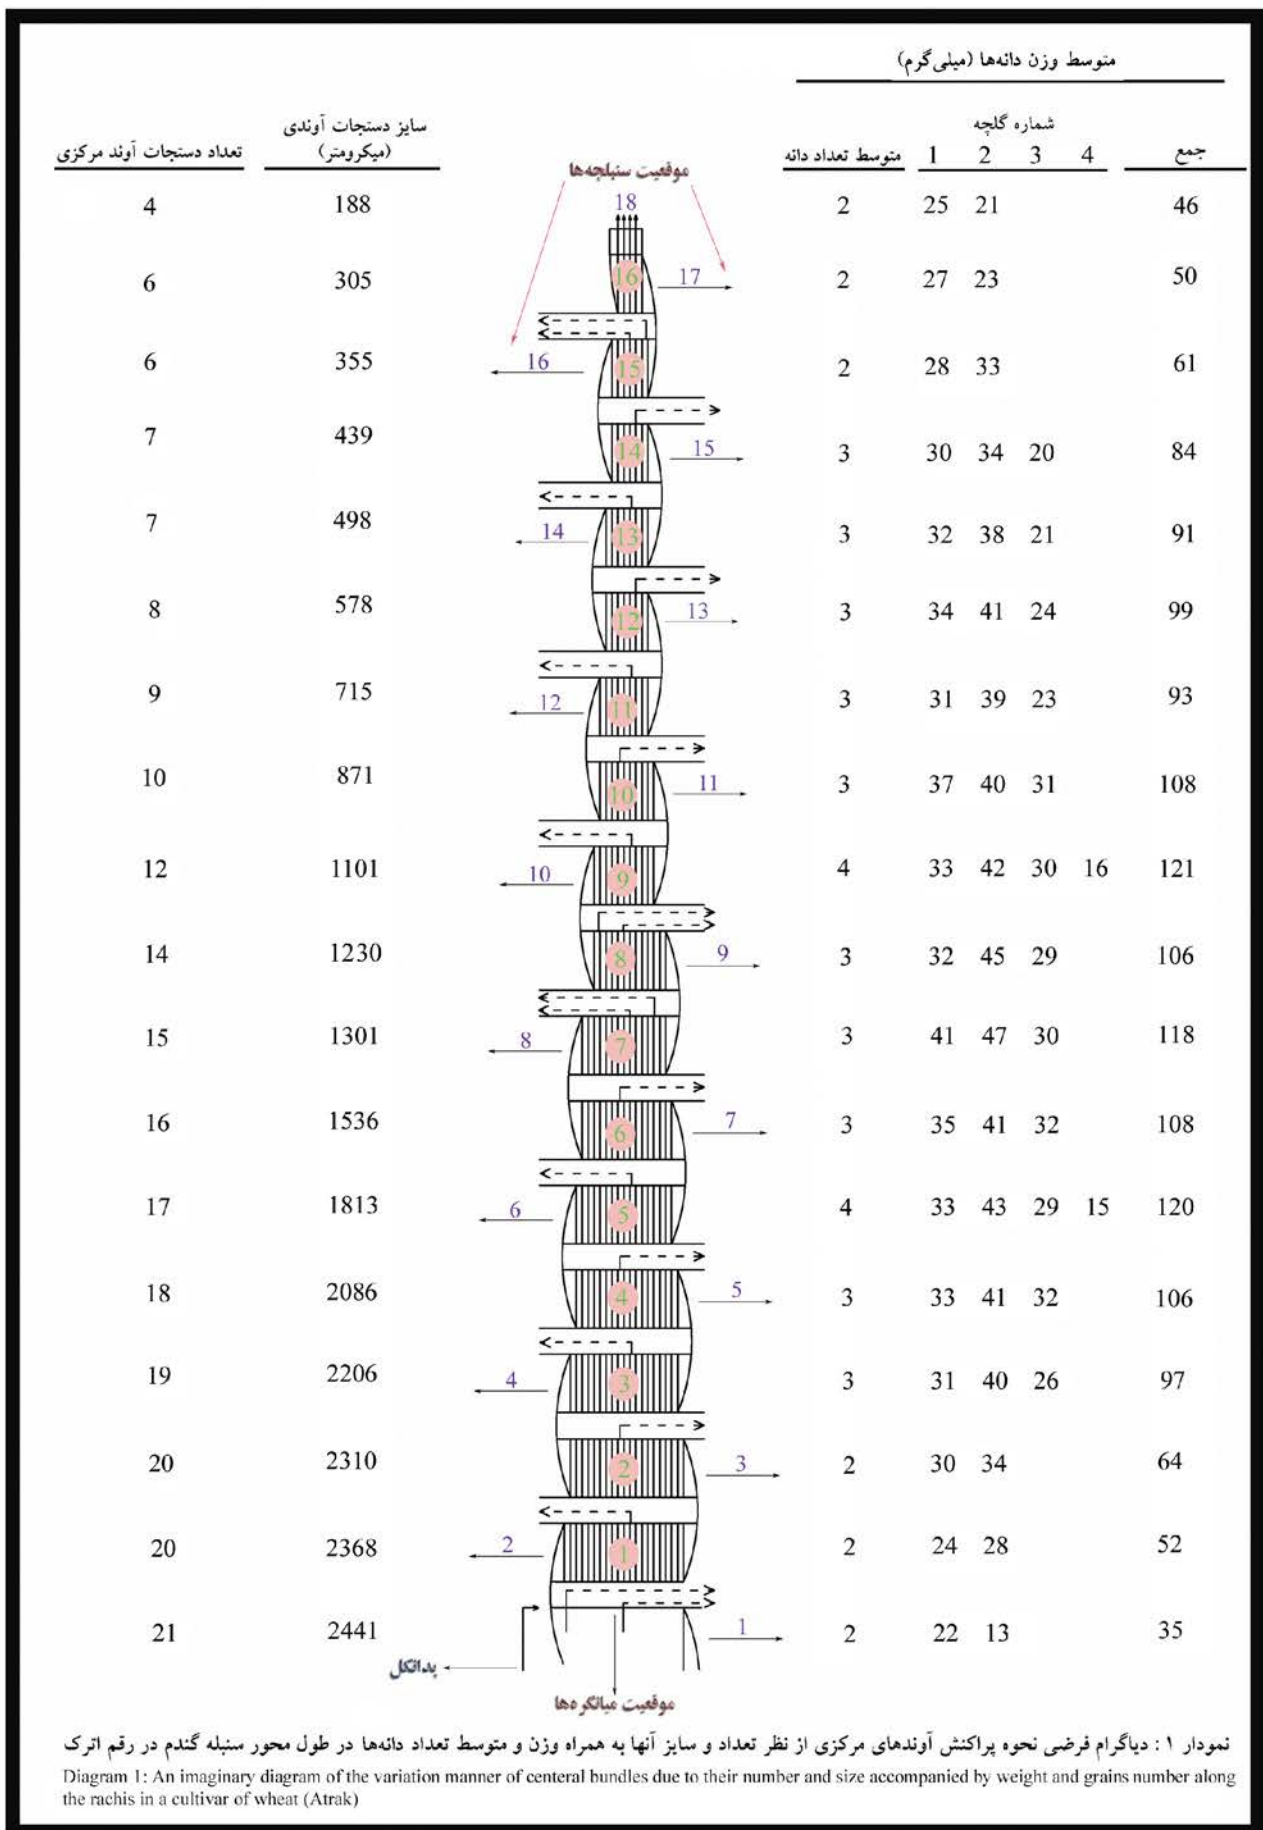 متوسط وزن دانه‌ها (میلی‌گرم)
تعداد دستجات آوند مرکزی
سایز دستجات آوندی
(میکرومتر)
موقعیت سنبلچه‌ها
متوسط تعداد دانه
شماره گلچه
1 2 3 4
جمع
4 188 18 2 25 21 46
6 305 16 17 2 27 23 50
6 355 16 15 2 28 33 61
7 439 14 15 3 30 34 20 84
7 498 14 13 3 32 38 21 91
8 578 12 13 3 34 41 24 99
9 715 12 11 3 31 39 23 93
10 871 10 11 3 37 40 31 108
12 1101 10 9 4 33 42 30 16 121
14 1230 8 9 3 32 45 29 106
15 1301 8 7 3 41 47 30 118
16 1536 6 7 3 35 41 32 108
17 1813 6 5 4 33 43 29 15 120
18 2086 4 5 3 33 41 32 106
19 2206 4 3 3 31 40 26 97
20 2310 2 3 2 30 34 64
20 2368 2 1 2 24 28 52
21 2441 1 2 22 13 35
پدانکل
موقعیت میانگره‌ها
نمودار ۱ : دیاگرام فرضی نحوه پراکنش آوندهای مرکزی از نظر تعداد و سایز آنها به همراه وزن و متوسط تعداد دانه‌ها در طول محور سنبله گندم در رقم اترک
Diagram 1: An imaginary diagram of the variation manner of centeral bundles due to their number and size accompanied by weight and grains number along
the rachis in a cultivar of wheat (Atrak)